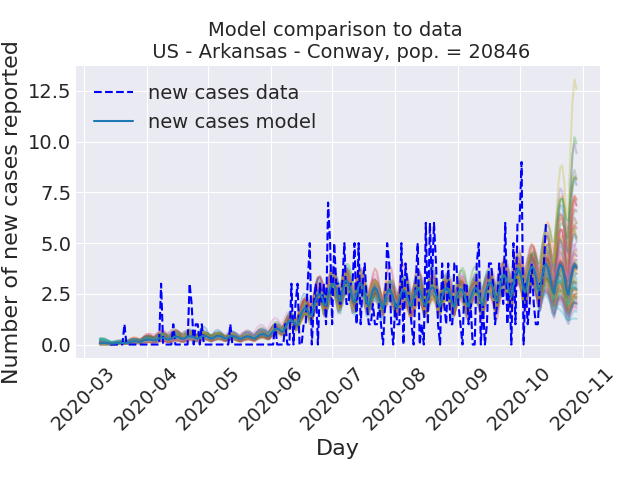 Model comparison to data
US - Arkansas - Conway, pop. = 20846
Number of new cases reported
12.5
10.0
7.5
5.0
2.5
0.0
new cases data
new cases model
2020-03
2020-04
2020-05
2020-06
2020-07
2020-08
2020-09
2020-10
2020-11
Day